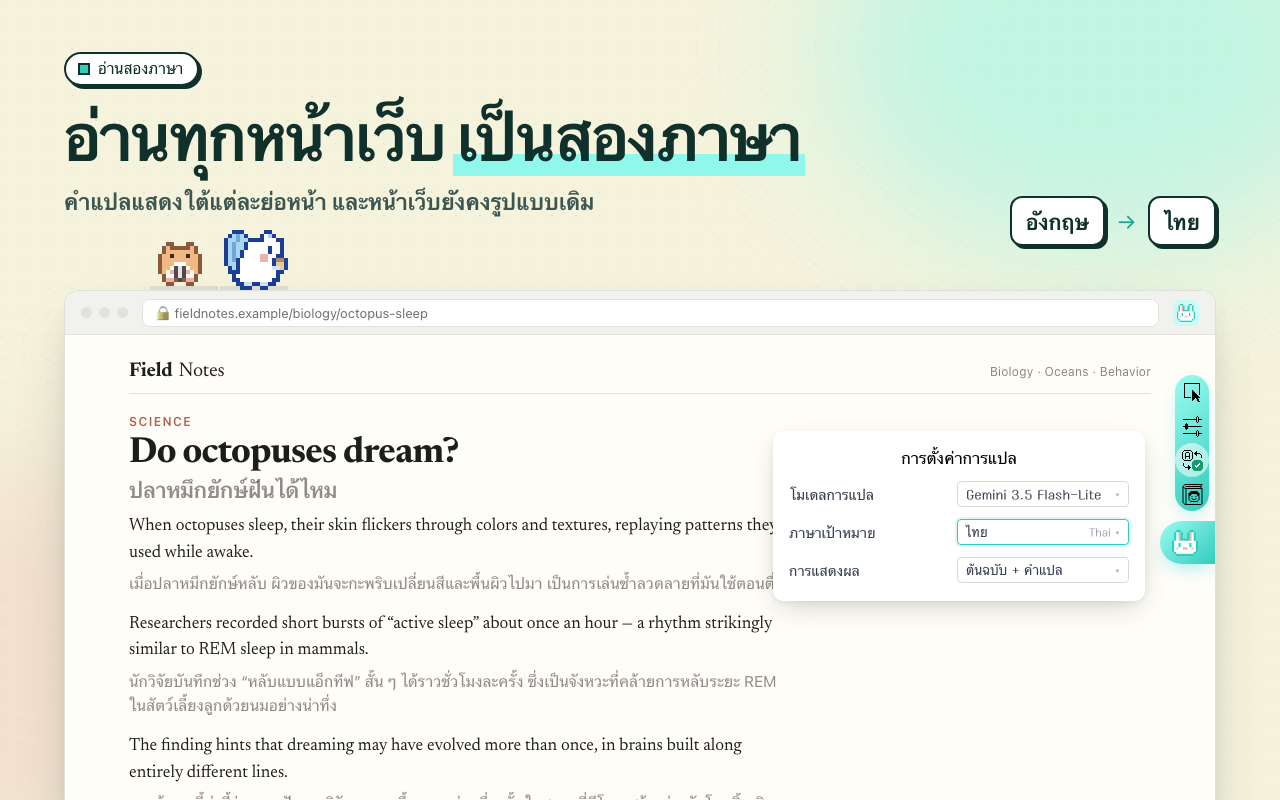 อ่านสองภาษา
อ่านทุกหน้าเว็บ เป็นสองภาษา
คำแปลแสดงใต้แต่ละย่อหน้า และหน้าเว็บยังคงรูปแบบเดิม
อังกฤษ → ไทย
fieldnotes.example/biology/octopus-sleep
Field Notes
Biology · Oceans · Behavior
SCIENCE
Do octopuses dream?
ปลาหมึกยักษ์ฝันได้ไหม
When octopuses sleep, their skin flickers through colors and textures, replaying patterns they
used while awake.
เมื่อปลาหมึกยักษ์หลับ ผิวของมันจะกะพริบเปลี่ยนสีและพื้นผิวไปมา เป็นการเล่นซ้ำลวดลายที่มันใช้ตอนตื่
Researchers recorded short bursts of “active sleep” about once an hour — a rhythm strikingly
similar to REM sleep in mammals.
นักวิจัยบันทึกช่วง “หลับแบบแอ็กทีฟ” สั้น ๆ ได้ราวชั่วโมงละครั้ง ซึ่งเป็นจังหวะที่คล้ายการหลับระยะ REM
ในสัตว์เลี้ยงลูกด้วยนมอย่างน่าทึ่ง
The finding hints that dreaming may have evolved more than once, in brains built along
entirely different lines.
การตั้งค่าการแปล
โมเดลการแปล Gemini 3.5 Flash-Lite
ภาษาเป้าหมาย ไทย Thai
การแสดงผล ต้นฉบับ + คำแปล